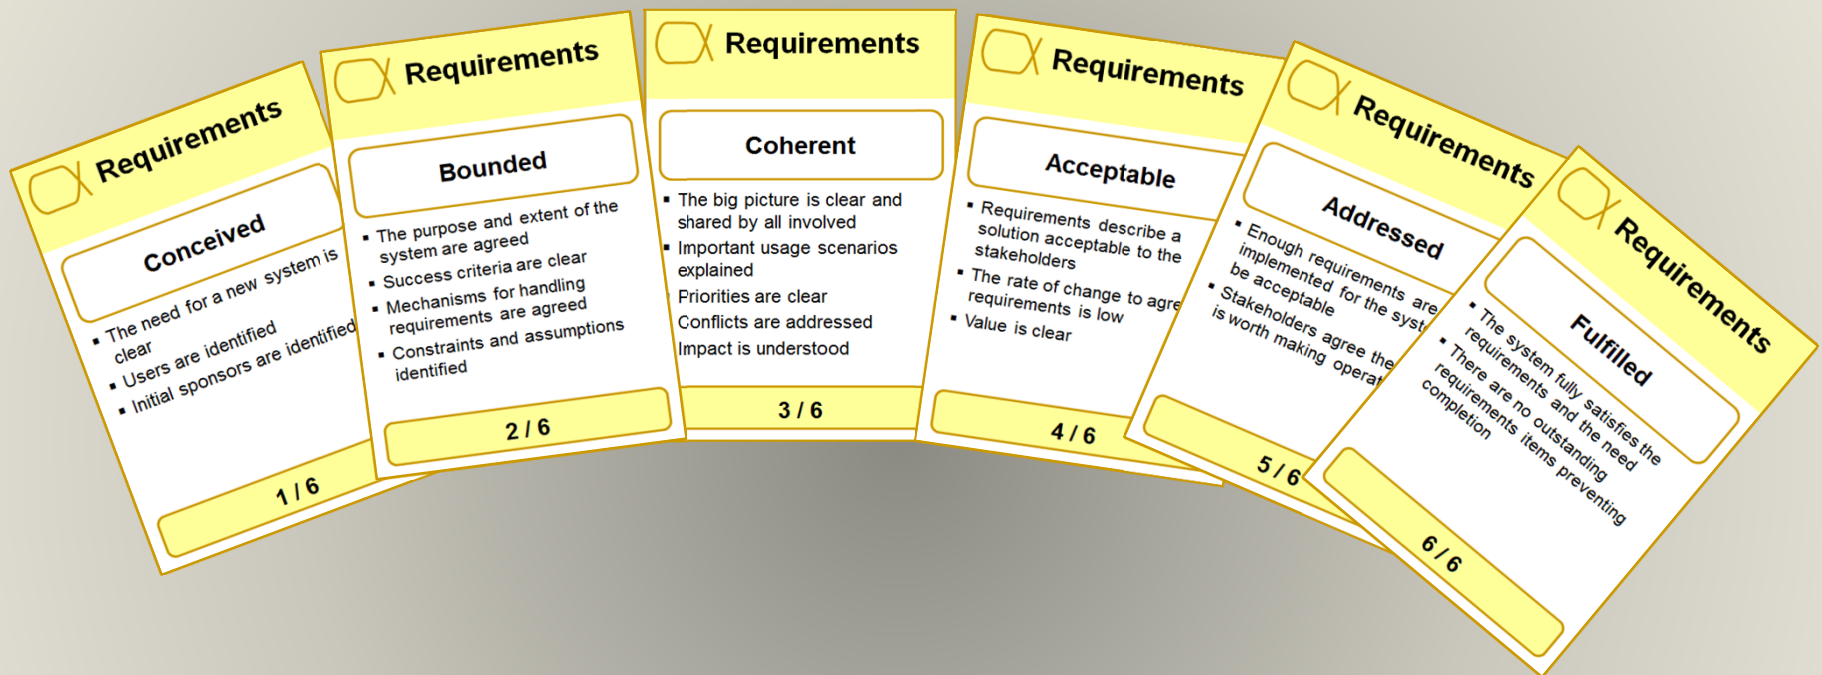 Requirements
Conceived
▪ The need for a new system is
clear
▪ Users are identified
▪ Initial sponsors are identified
1 / 6
Requirements
Bounded
▪ The purpose and extent of the
system are agreed
▪ Success criteria are clear
▪ Mechanisms for handling
requirements are agreed
▪ Constraints and assumptions
identified
2 / 6
Requirements
Coherent
▪ The big picture is clear and
shared by all involved
▪ Important usage scenarios
explained
Priorities are clear
Conflicts are addressed
Impact is understood
3 / 6
Requirements
Acceptable
▪ Requirements describe a
solution acceptable to the
stakeholders
▪ The rate of change to agre
requirements is low
▪ Value is clear
4 / 6
Requirements
Addressed
▪ Enough requirements are
implemented for the syst
be acceptable
▪ Stakeholders agree the
is worth making operat
5 / 6
Requirements
Fulfilled
▪ The system fully satisfies the
requirements and the need
▪ There are no outstanding
requirements items preventing
completion
6 / 6